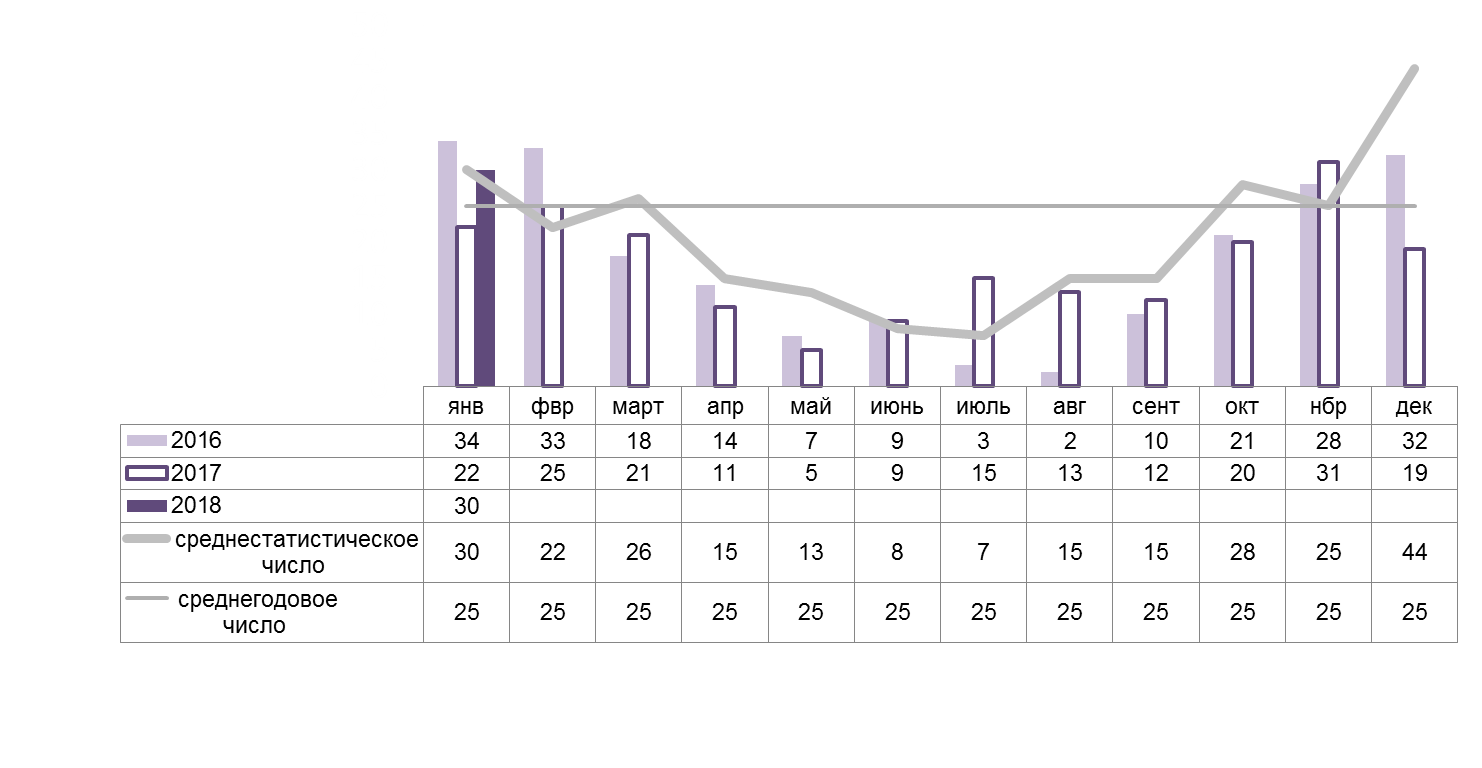 янв фвр март апр май июнь июль авг сент окт нбр дек
2016 34 33 18 14 7 9 3 2 10 21 28 32
2017 22 25 21 11 5 9 15 13 12 20 31 19
2018 30
среднестатистическое
число 30 22 26 15 13 8 7 15 15 28 25 44
среднегодовое
число 25 25 25 25 25 25 25 25 25 25 25 25